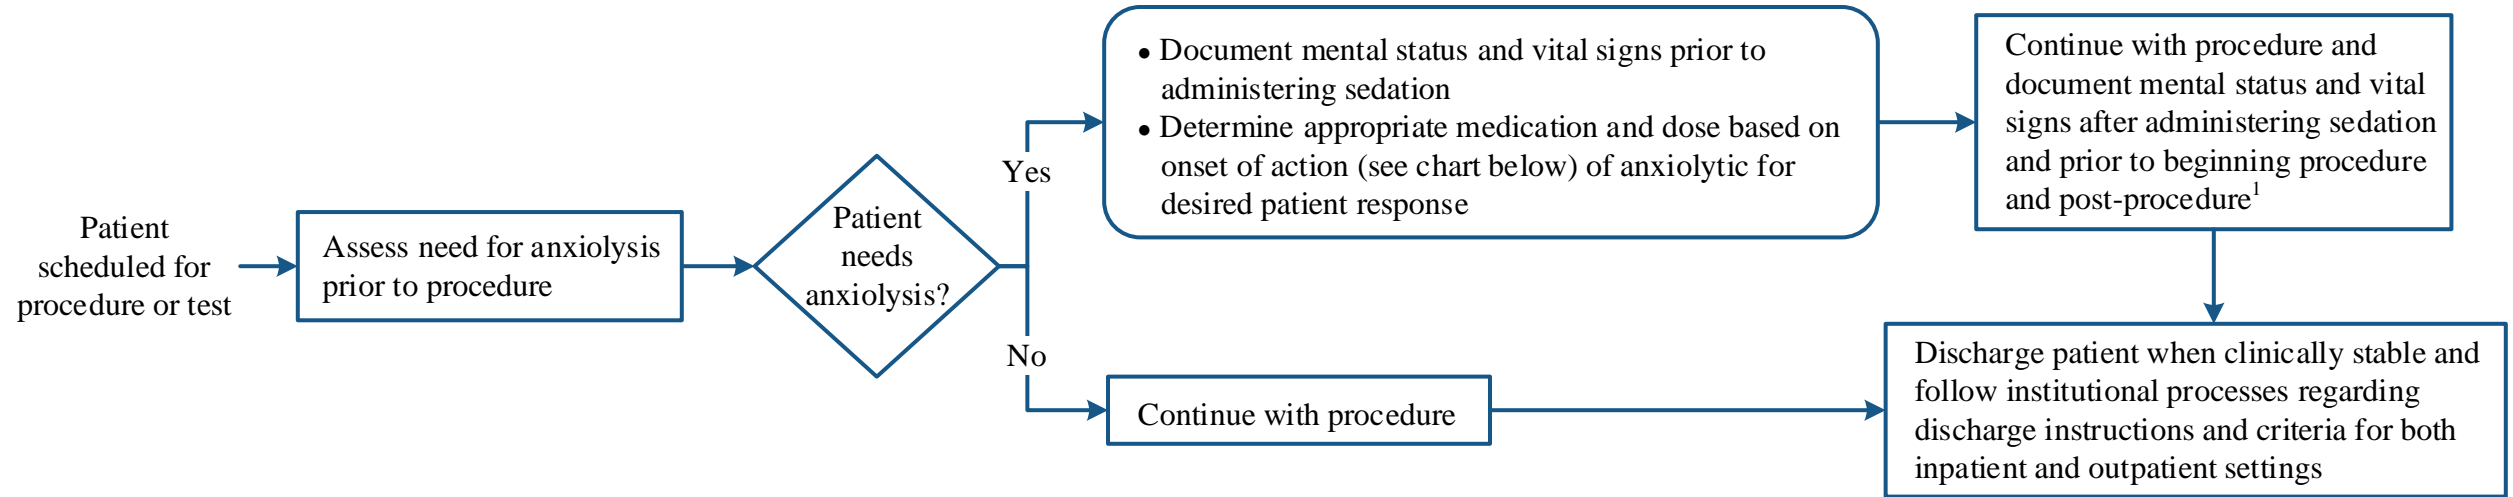 Patient
scheduled for
procedure or test
Assess need for anxiolysis
prior to procedure
Patient
needs
anxiolysis?
Yes
• Document mental status and vital signs prior to
administering sedation
• Determine appropriate medication and dose based on
onset of action (see chart below) of anxiolytic for
desired patient response
Continue with procedure and
document mental status and vital
signs after administering sedation
and prior to beginning procedure
and post-procedure¹
No
Continue with procedure
Discharge patient when clinically stable and
follow institutional processes regarding
discharge instructions and criteria for both
inpatient and outpatient settings